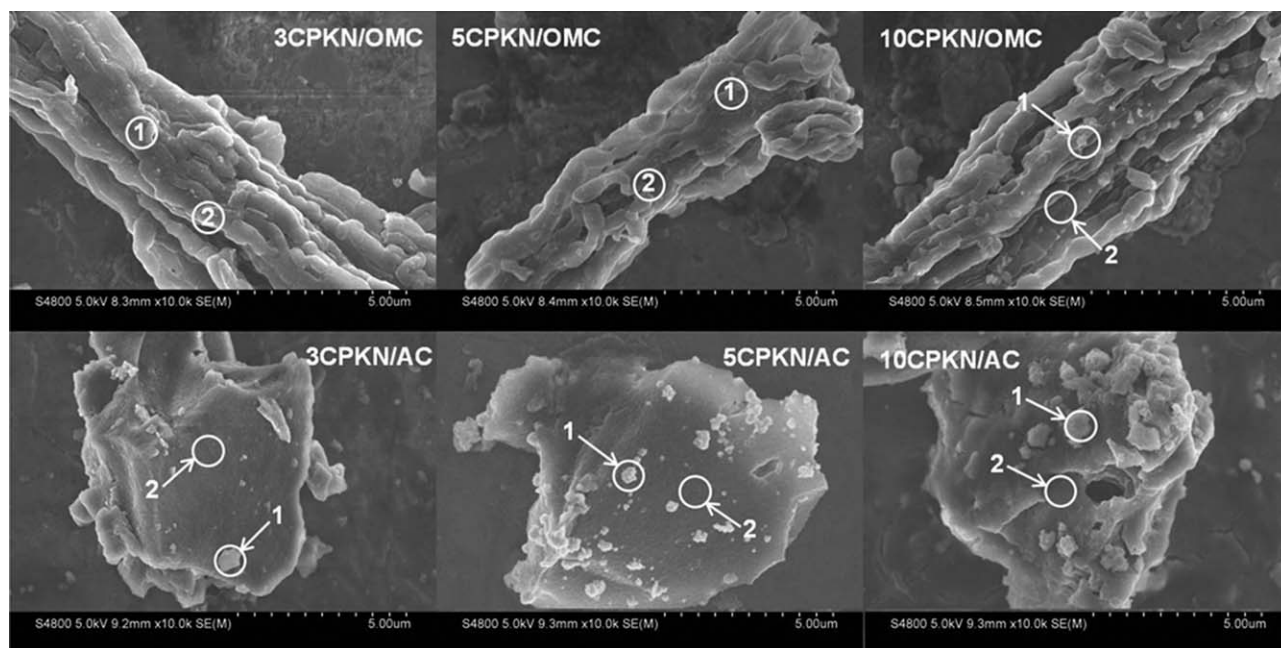 3CPKN/OMC
5CPKN/OMC
10CPKN/OMC
1
2
1
2
1
2
S4800 5.0kV 8.3mm x10.0k SE(M) 5.00um
S4800 5.0kV 8.4mm x10.0k SE(M) 5.00um
S4800 5.0kV 8.5mm x10.0k SE(M) 5.00um
3CPKN/AC
5CPKN/AC
10CPKN/AC
2
1
1
2
1
2
S4800 5.0kV 9.2mm x10.0k SE(M) 5.00um
S4800 5.0kV 9.3mm x10.0k SE(M) 5.00um
S4800 5.0kV 9.3mm x10.0k SE(M) 5.00um